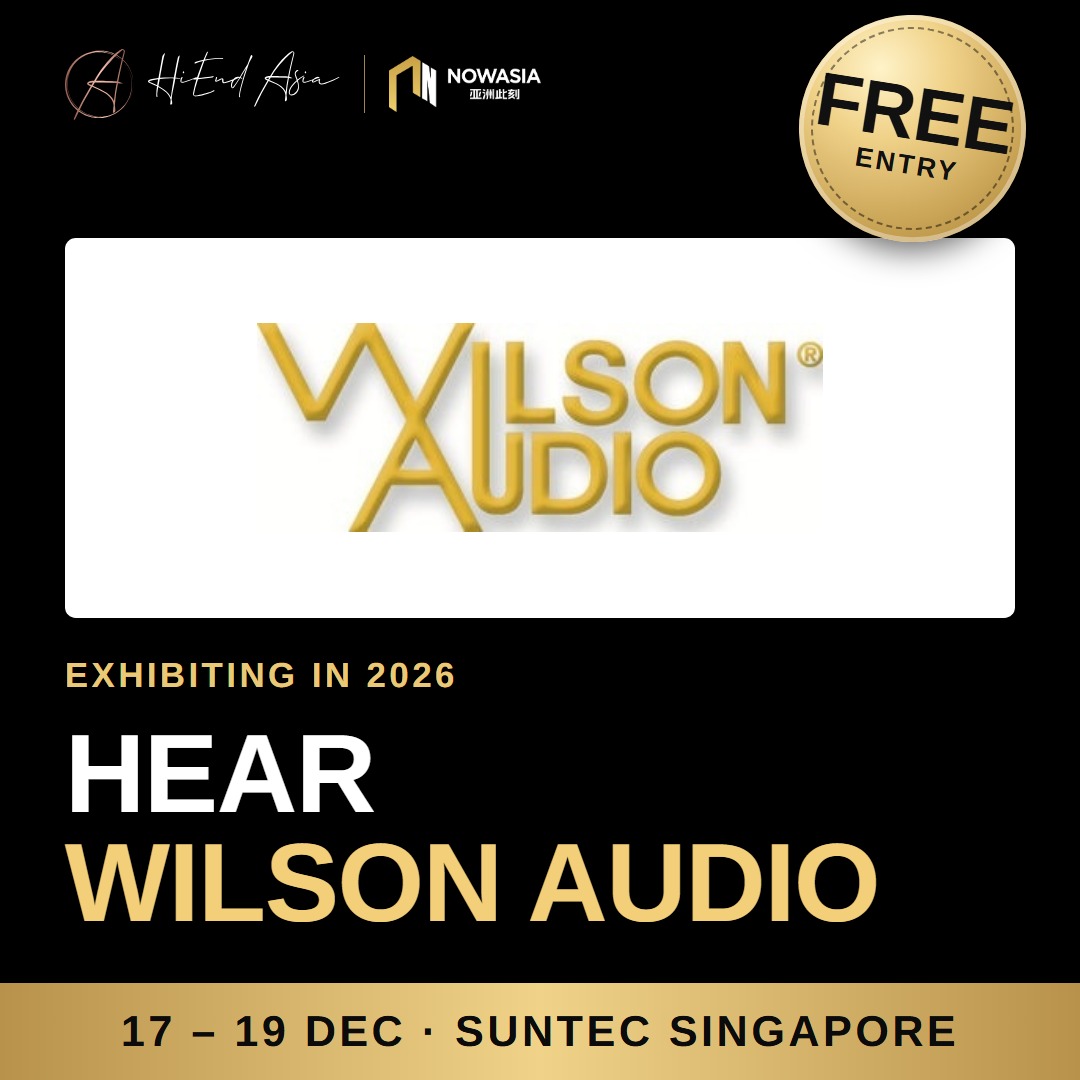 HiEnd Asia
NOWASIA
亚洲此刻
FREE
ENTRY
WILSON®
AUDIO
EXHIBITING IN 2026
HEAR
WILSON AUDIO
17 – 19 DEC · SUNTEC SINGAPORE